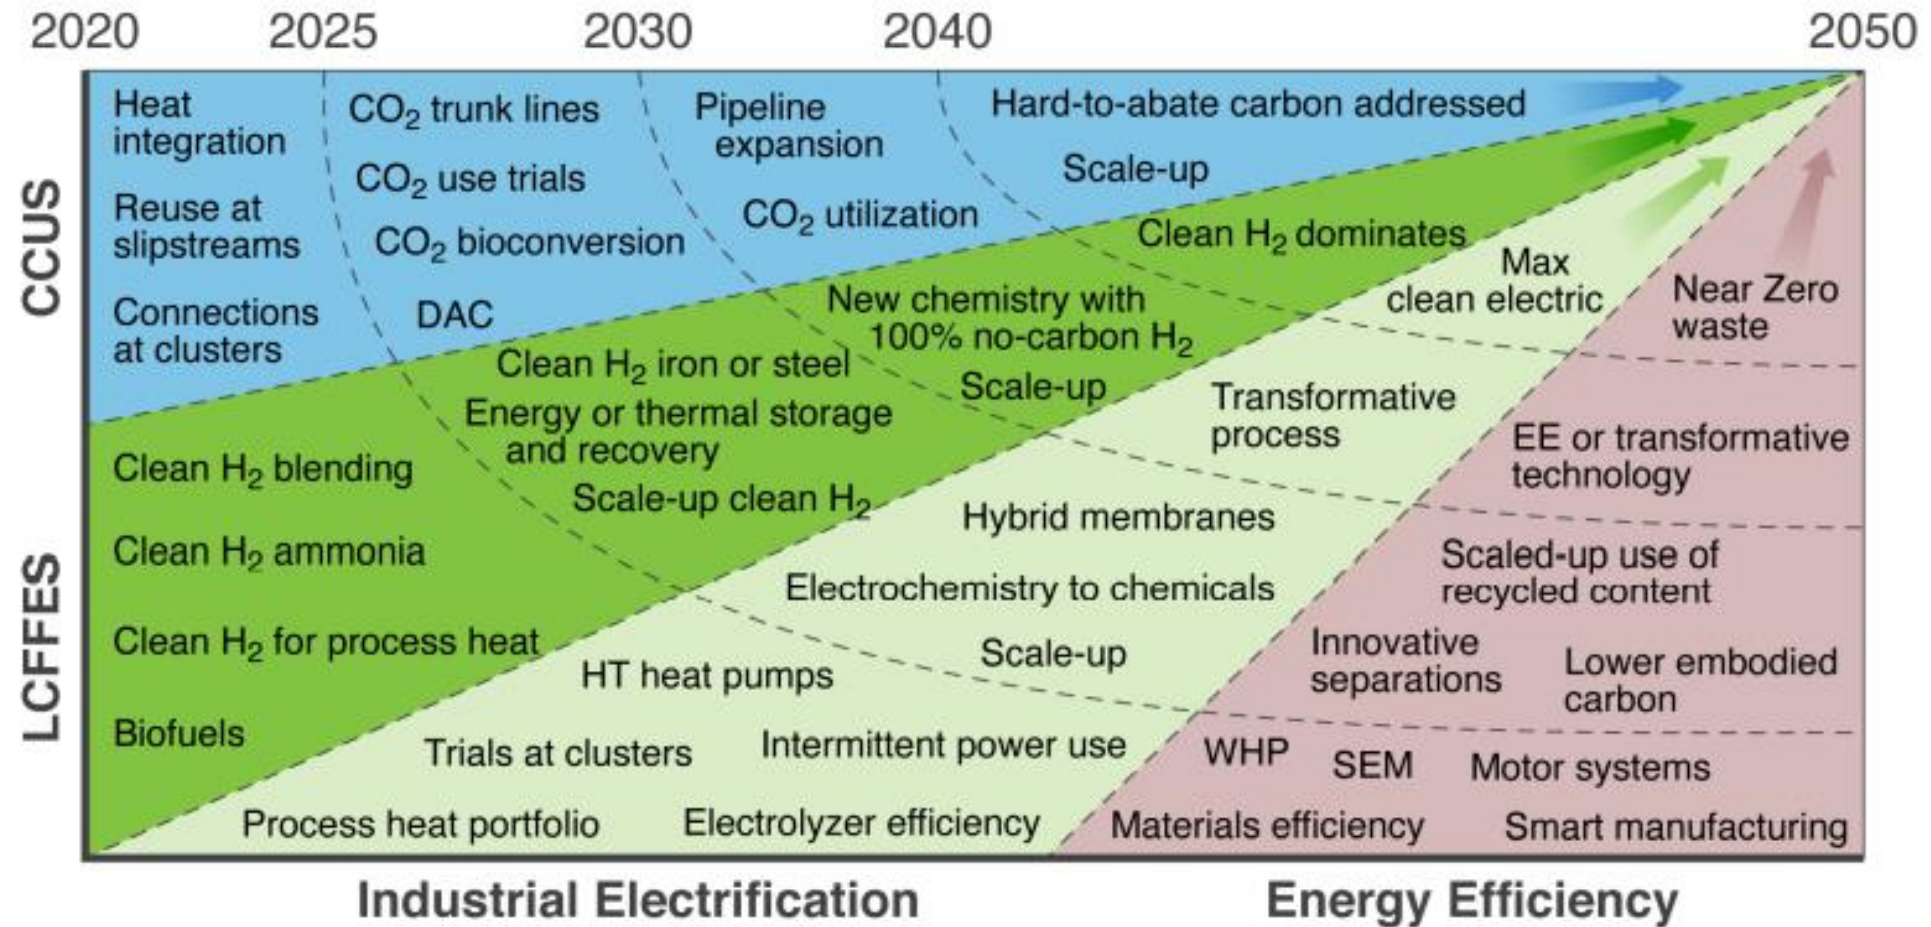 2020 2025 2030 2040 2050
CCUS
Heat
integration
Reuse at
slipstreams
Connections
at clusters
CO₂ trunk lines
CO₂ use trials
CO₂ bioconversion
DAC
Pipeline
expansion
CO₂ utilization
Hard-to-abate carbon addressed
Scale-up
LCFFES
Clean H₂ blending
Clean H₂ ammonia
Clean H₂ for process heat
Biofuels
Clean H₂ iron or steel
Energy or thermal storage
and recovery
Scale-up clean H₂
New chemistry with
100% no-carbon H₂
Scale-up
Clean H₂ dominates
HT heat pumps
Trials at clusters
Intermittent power use
Process heat portfolio
Electrolyzer efficiency
Hybrid membranes
Electrochemistry to chemicals
Scale-up
Transformative
process
Max
clean electric
WHP
SEM
Motor systems
Materials efficiency
Smart manufacturing
Scaled-up use of
recycled content
Innovative
separations
Lower embodied
carbon
EE or transformative
technology
Near Zero
waste
Industrial Electrification
Energy Efficiency